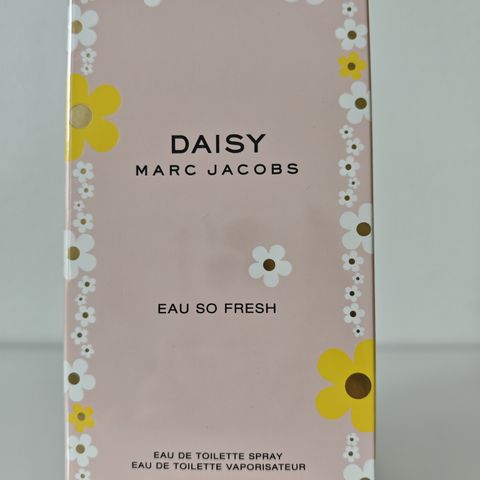 DAISY
MARC JACOBS
EAU SO FRESH
EAU DE TOILETTE SPRAY
EAU DE TOILETTE VAPORISATEUR